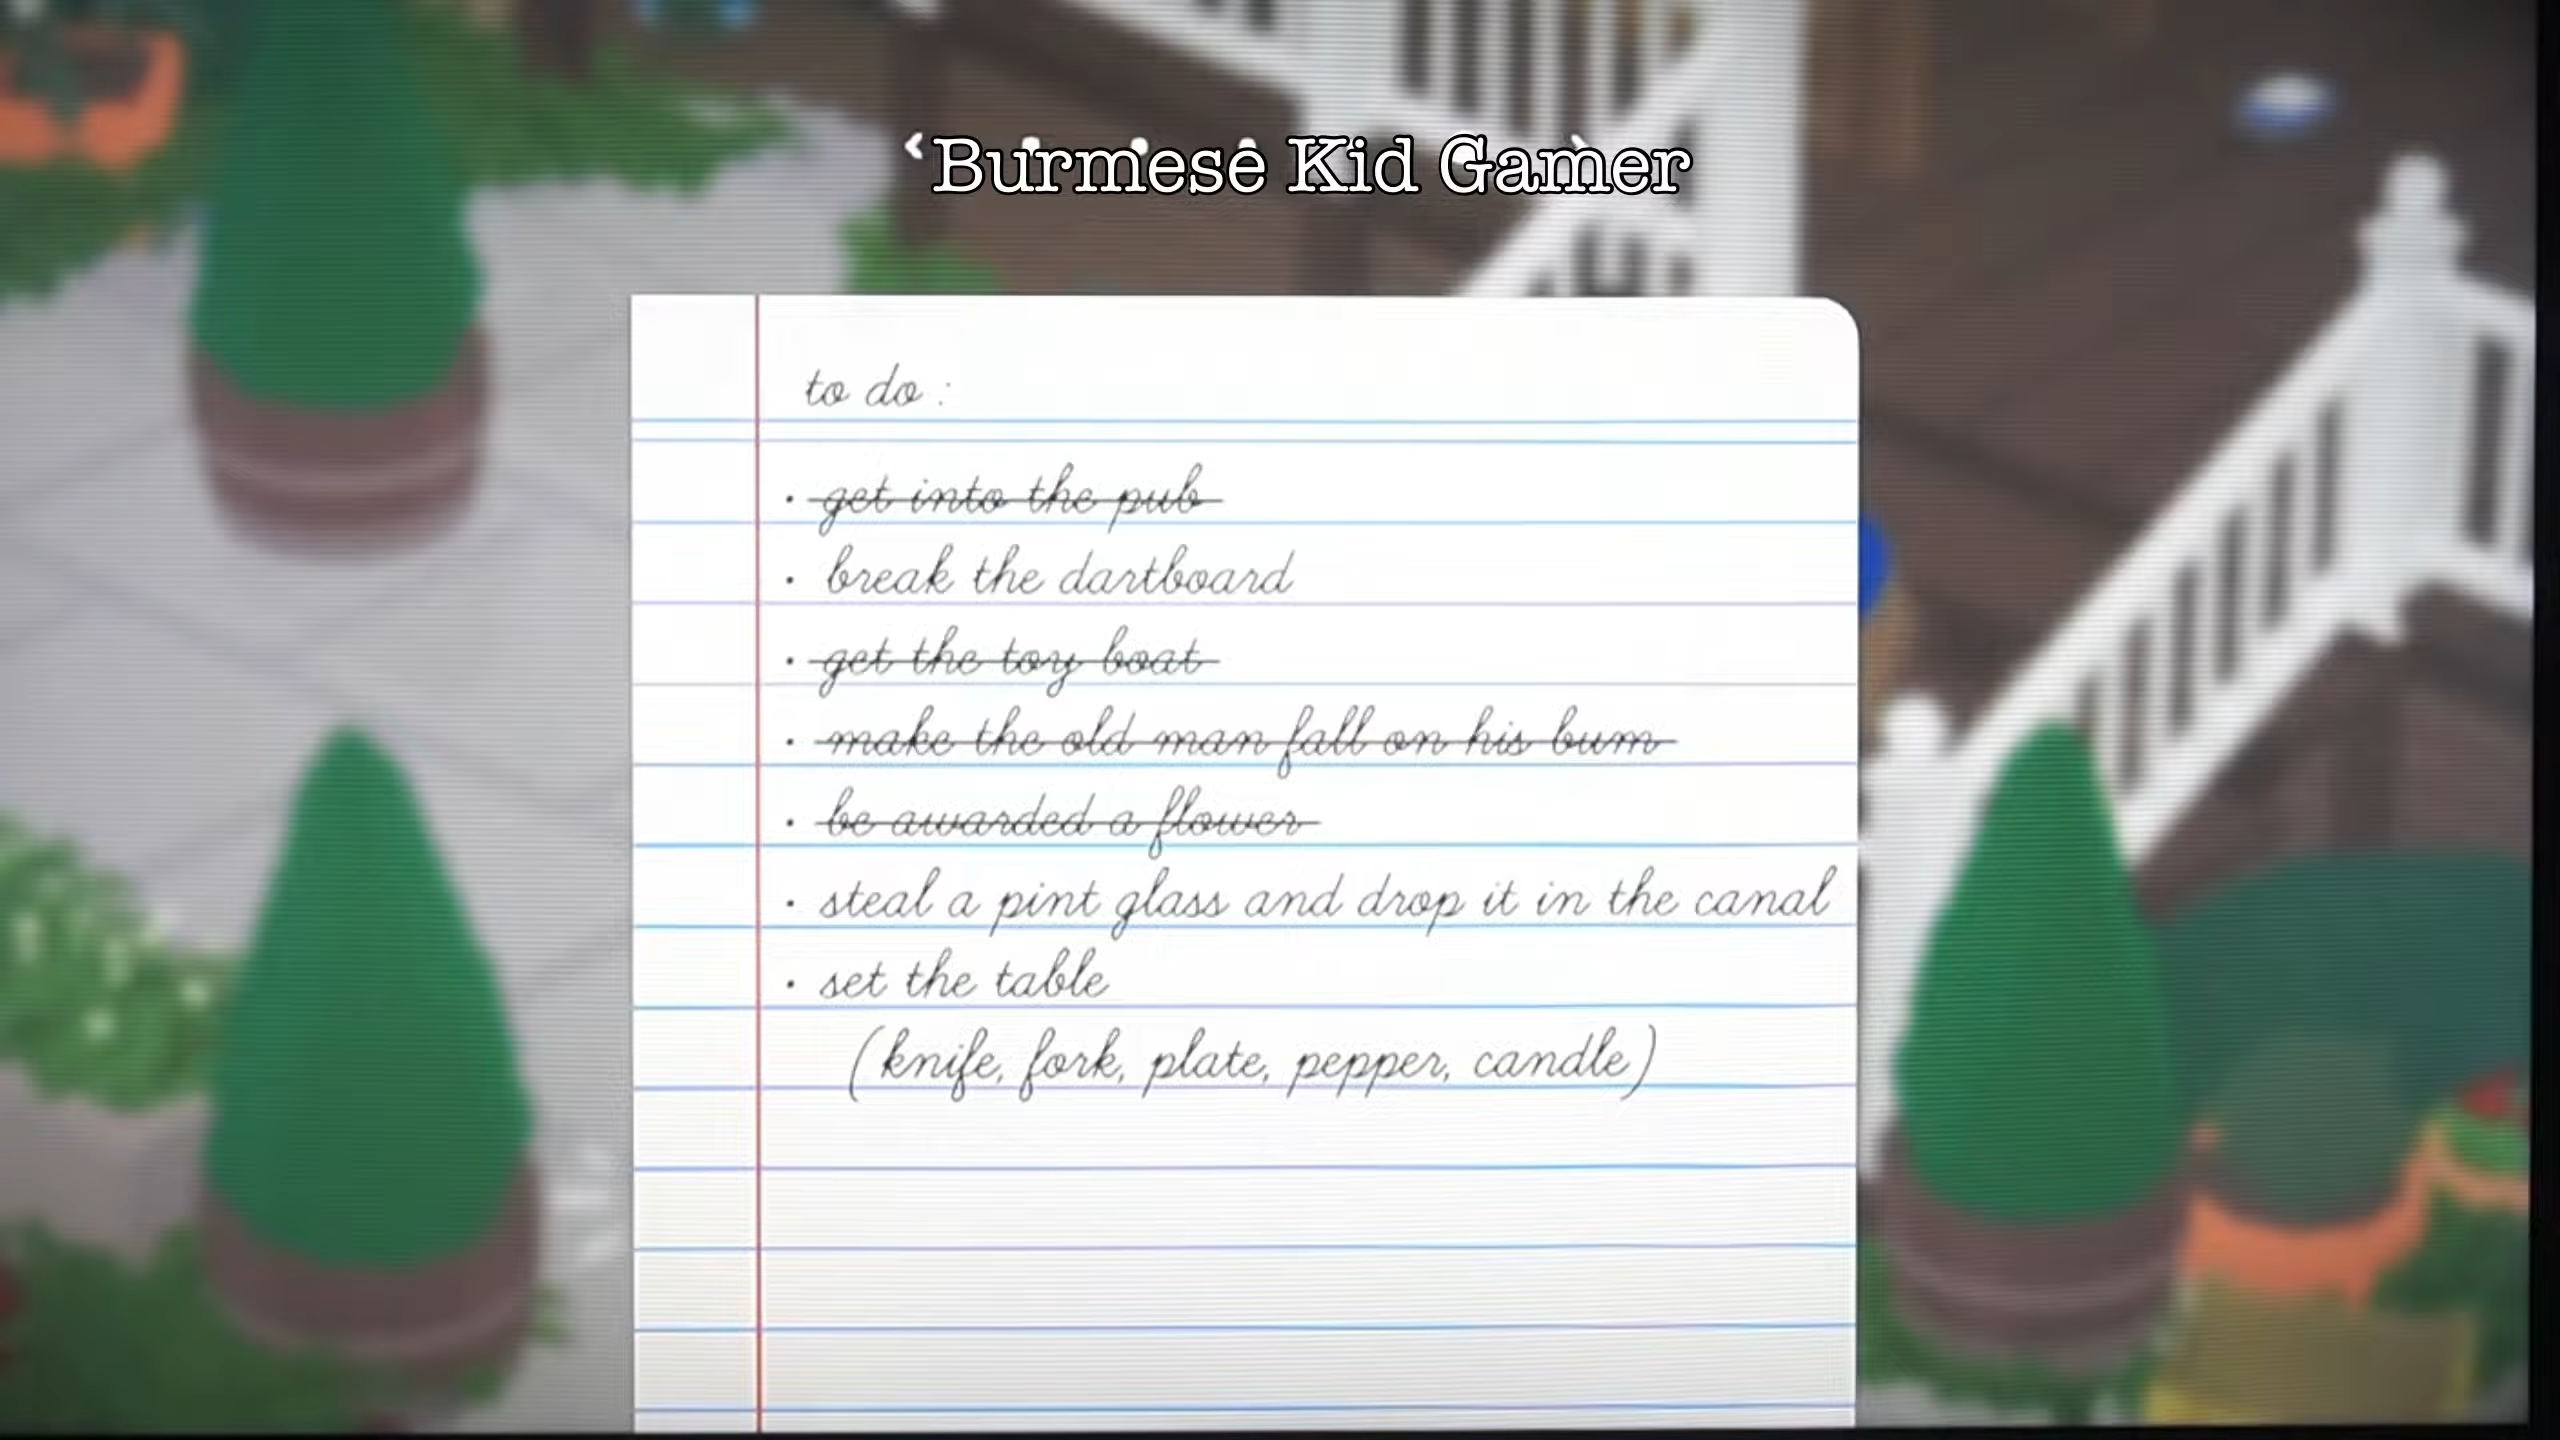 Burmese Kid Gamer
to do :
• get into the pub
• break the dartboard
• get the toy boat
• make the old man fall on his bum
• be awarded a flower
• steal a pint glass and drop it in the canal
• set the table
(knife, fork, plate, pepper, candle)